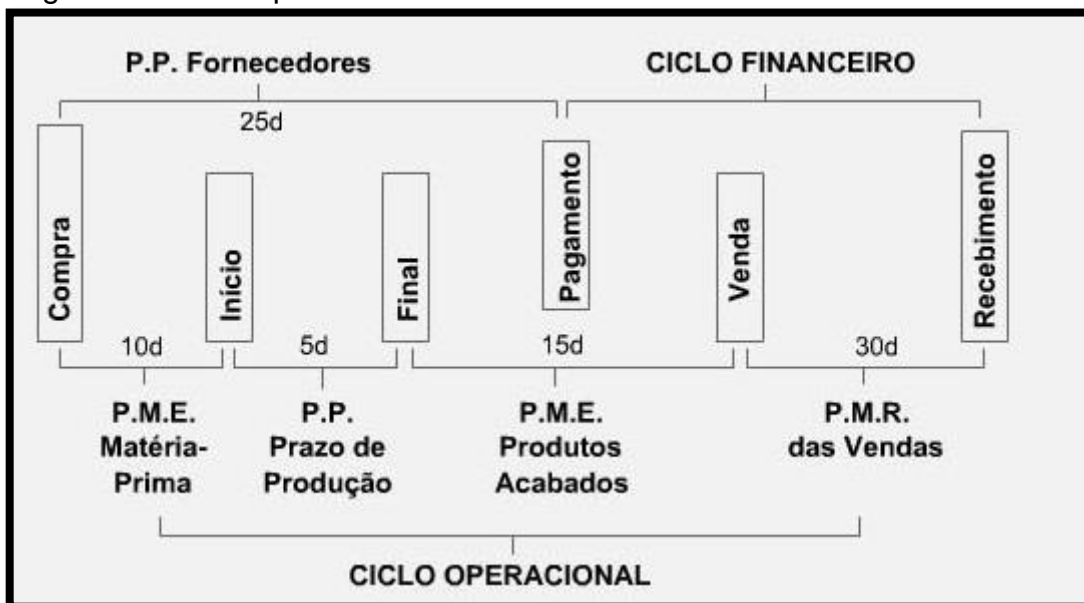 P.P. Fornecedores
CICLO FINANCEIRO
25d
Compra
Início
Final
Pagamento
Venda
Recebimento
10d
5d
15d
30d
P.M.E.
Matéria-
Prima
P.P.
Prazo de
Produção
P.M.E.
Produtos
Acabados
P.M.R.
das Vendas
CICLO OPERACIONAL